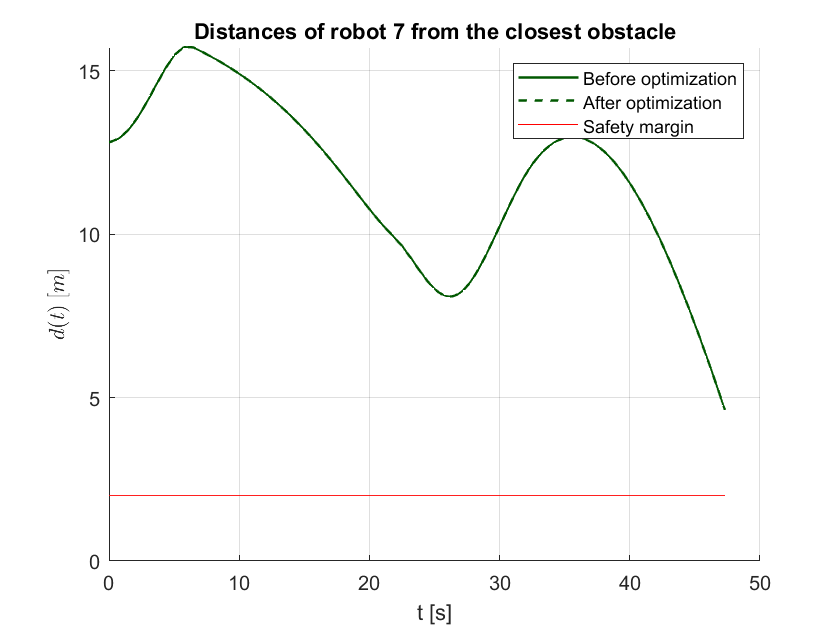 Distances of robot 7 from the closest obstacle
Before optimization
After optimization
Safety margin
15
10
5
0
d(t) [m]
0 10 20 30 40 50
t [s]